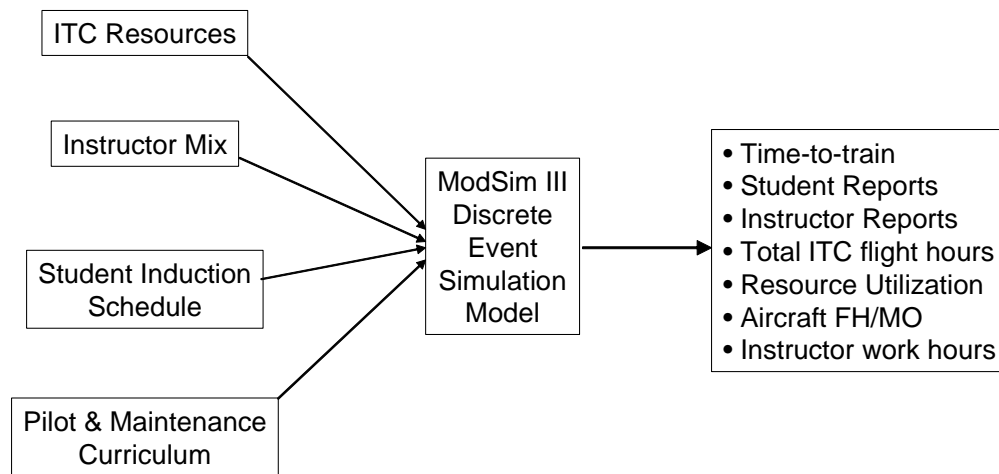 ITC Resources
Instructor Mix
Student Induction
Schedule
Pilot & Maintenance
Curriculum
ModSim III
Discrete
Event
Simulation
Model
• Time-to-train
• Student Reports
• Instructor Reports
• Total ITC flight hours
• Resource Utilization
• Aircraft FH/MO
• Instructor work hours